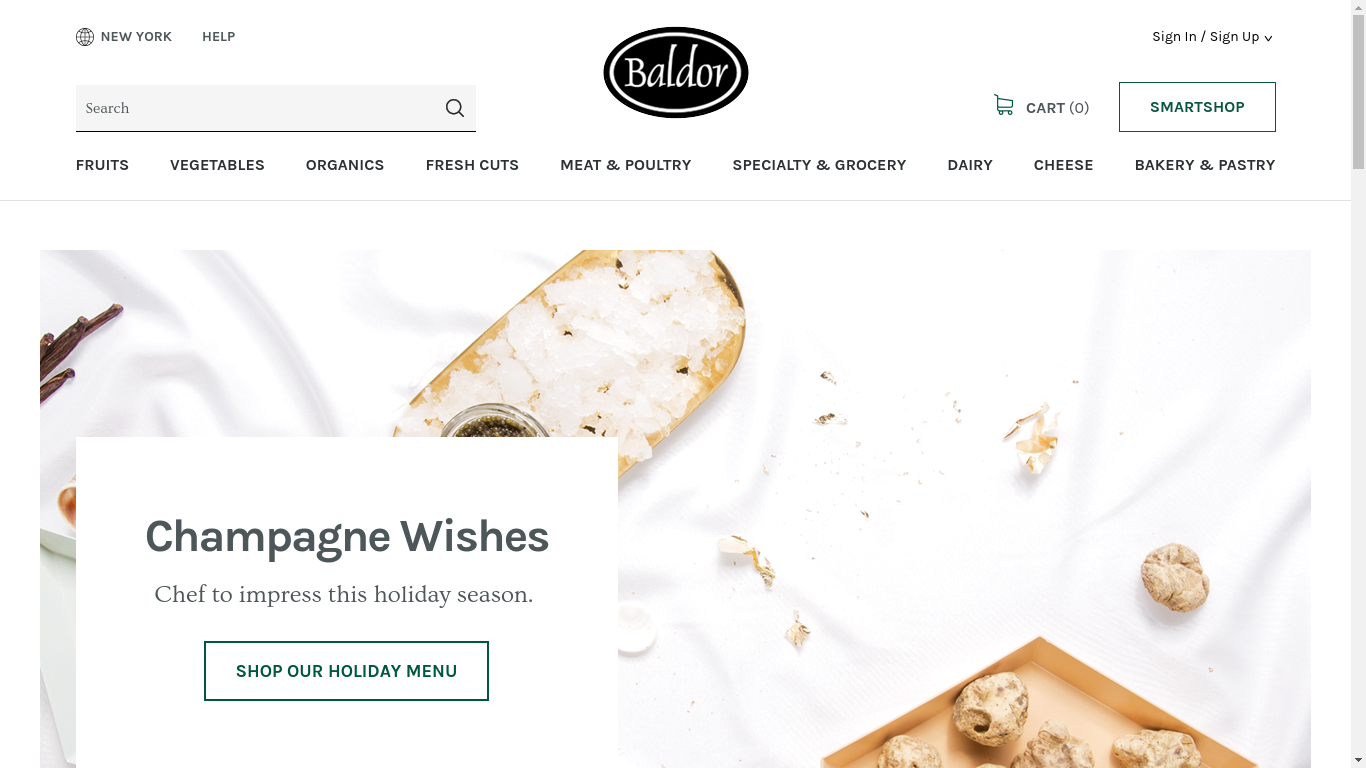 NEW YORK
HELP
Baldor
Sign In / Sign Up
Search
CART (0)
SMARTSHOP
FRUITS
VEGETABLES
ORGANICS
FRESH CUTS
MEAT & POULTRY
SPECIALTY & GROCERY
DAIRY
CHEESE
BAKERY & PASTRY
Champagne Wishes
Chef to impress this holiday season.
SHOP OUR HOLIDAY MENU